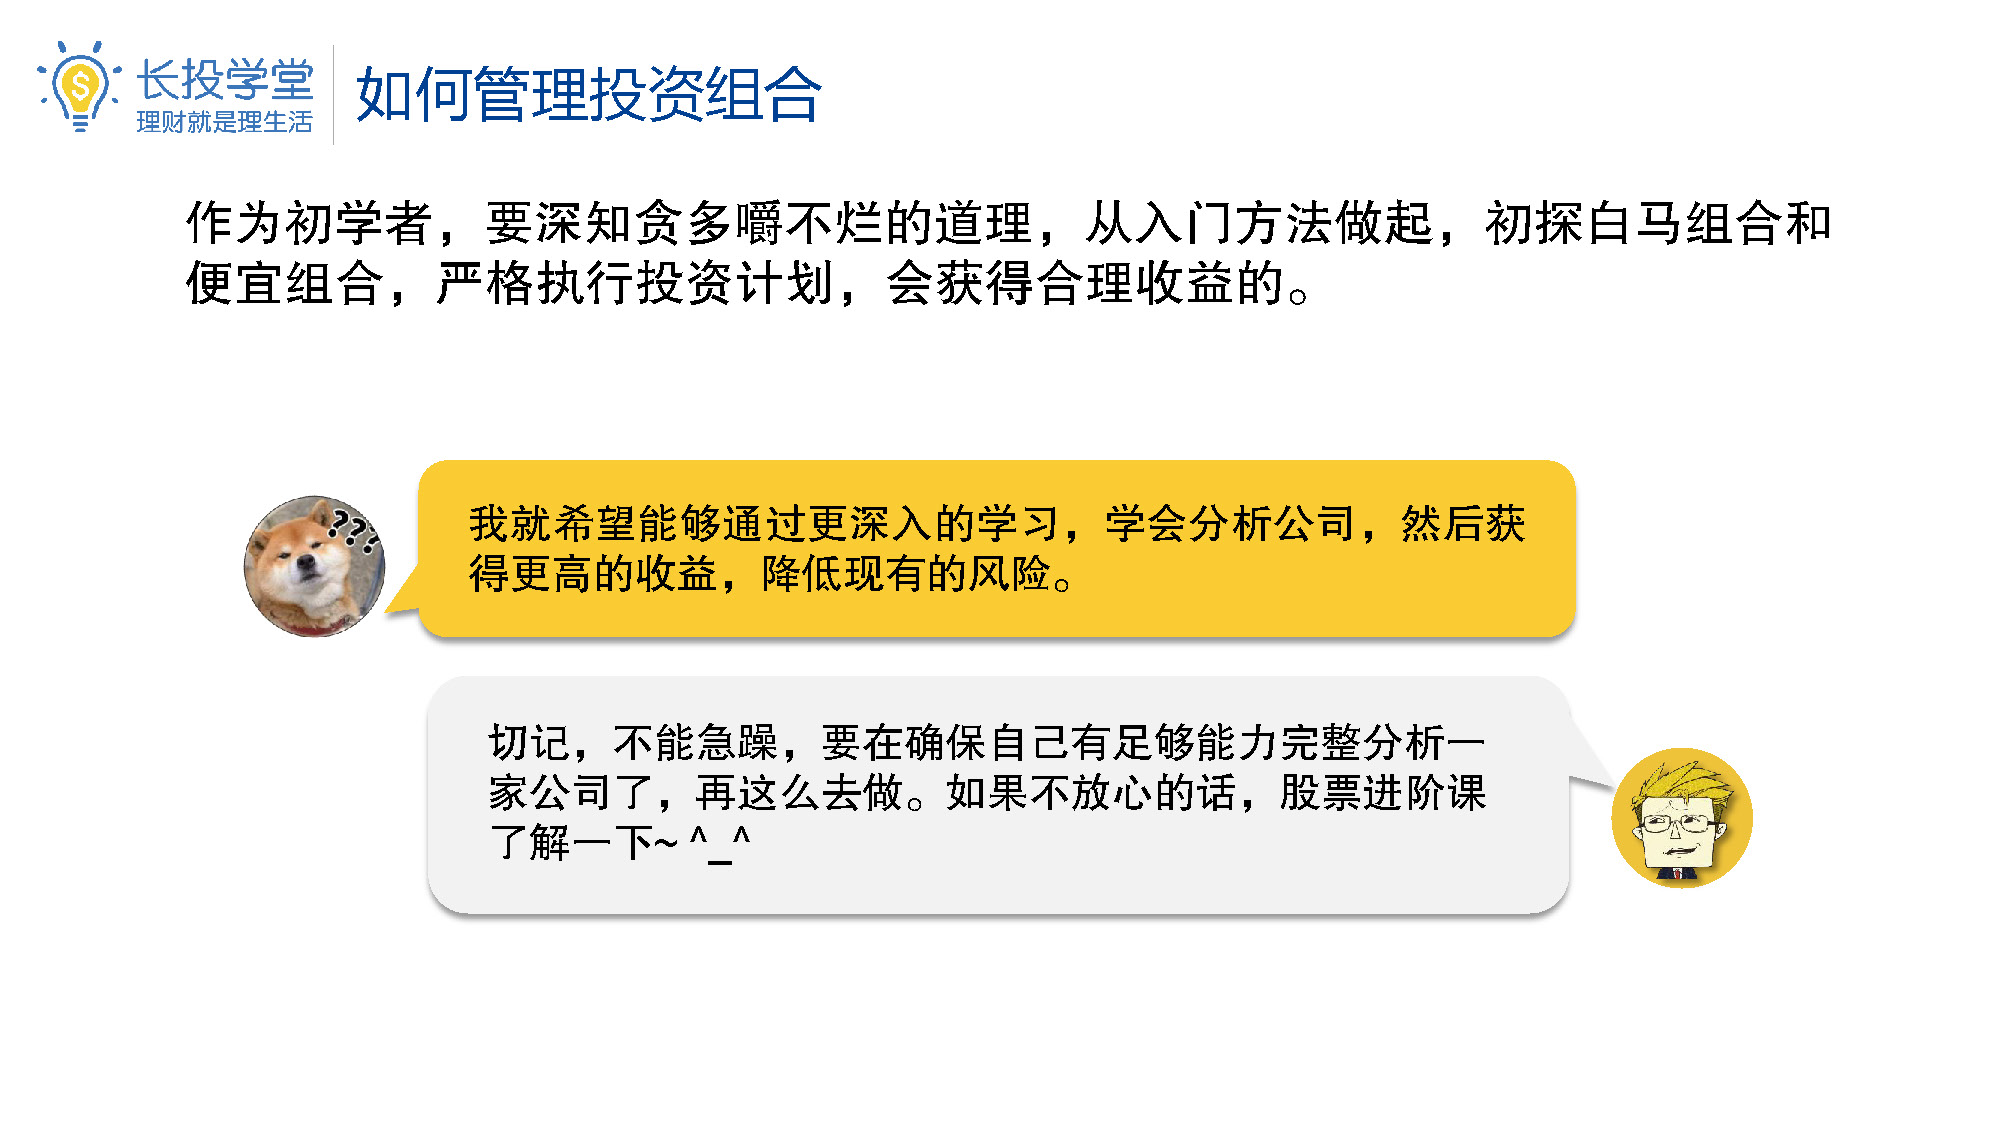 长投学堂
理财就是理生活
如何管理投资组合
作为初学者，要深知贪多嚼不烂的道理，从入门方法做起，初探白马组合和
便宜组合，严格执行投资计划，会获得合理收益的。
???
我就希望能够通过更深入的学习，学会分析公司，然后获
得更高的收益，降低现有的风险。
切记，不能急躁，要在确保自己有足够能力完整分析一
家公司了，再这么去做。如果不放心的话，股票进阶课
了解一下~ ^_^